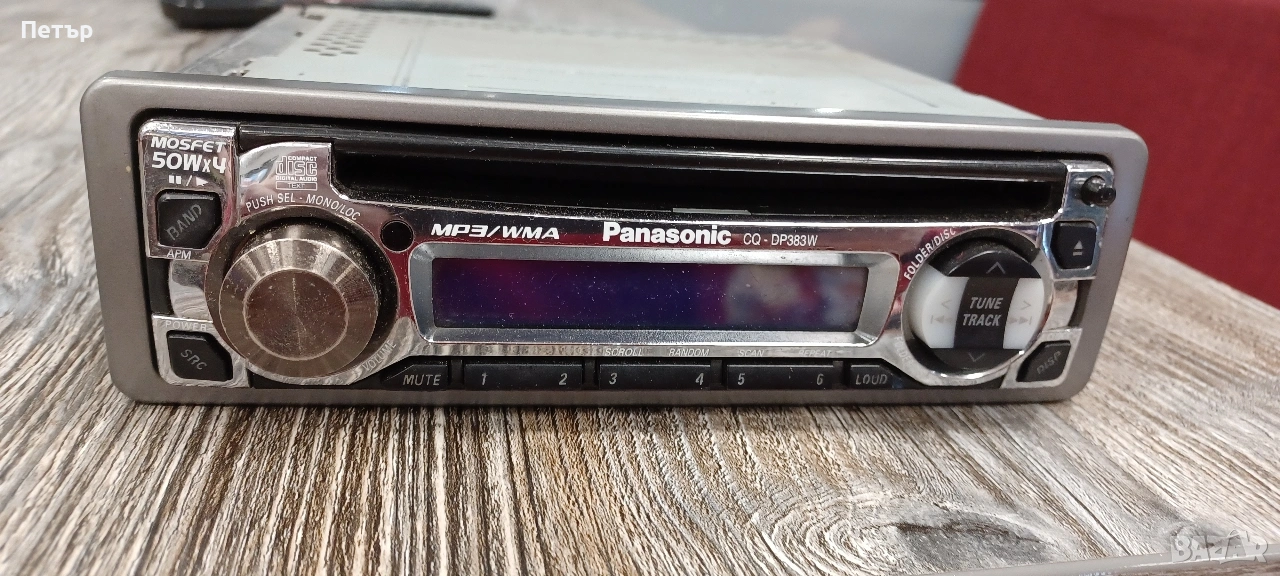 Петър
MOSFET
50Wx4
COMPACT
disc
DIGITAL AUDIO
TEXT
PUSH SEL - MONO/LOC
BAND
APM
MP3/WMA Panasonic CQ - DP383W
FOLDER/DISC
TUNE
TRACK
POWER
SRC
VOLUME
SCROLL RANDOM SCAN
MUTE 1 2 3 4 5 6 LOUD
DISP
BAZAR